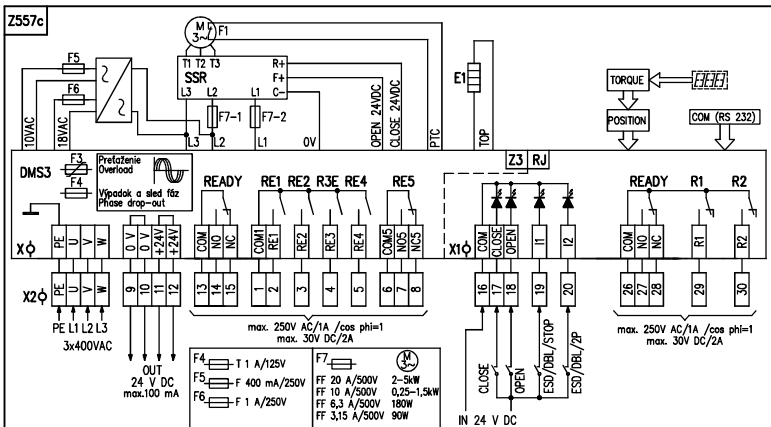 Z557c
F5
F6
10VAC
18VAC
M
3~
F1
T1 T2 T3
SSR
R+
F+
C-
L3 L2 L1
F7-1
F7-2
L3 L2 L1
0V
OPEN 24VDC
CLOSE 24VDC
PTC
E1
TOP
TORQUE
POSITION
COM (RS 232)
DMS3
F3
F4
Preťaženie
Overload
Výpadok a sled fáz
Phase drop-out
READY
RE1 RE2 R3E RE4
RE5
Z3 RJ
READY
R1
R2
X
PE U V W
0 V
0 V
+24V
+24V
COM NO NC
COM1 RE1 RE2 RE3 RE4
COM5 NO5 NC5
X1
COM CLOSE OPEN I1 I2
COM NO NC R1 R2
X2
PE U V W
9 10 11 12
13 14 15
1 2 3 4 5
6 7 8
16 17 18 19 20
26 27 28 29 30
PE L1 L2 L3
3x400VAC
OUT
24 V DC
max.100 mA
max. 250V AC/1A /cos phi=1
max. 30V DC/2A
F4 T 1 A/125V
F5 F 400 mA/250V
F6 F 1 A/250V
F7
M
3~
FF 20 A/500V 2-5kW
FF 10 A/500V 0,25-1,5kW
FF 6,3 A/500V 180W
FF 3,15 A/500V 90W
CLOSE
OPEN
ESD/DBL/STOP
ESD/DBL/2P
IN 24 V DC
max. 250V AC/1A /cos phi=1
max. 30V DC/2A